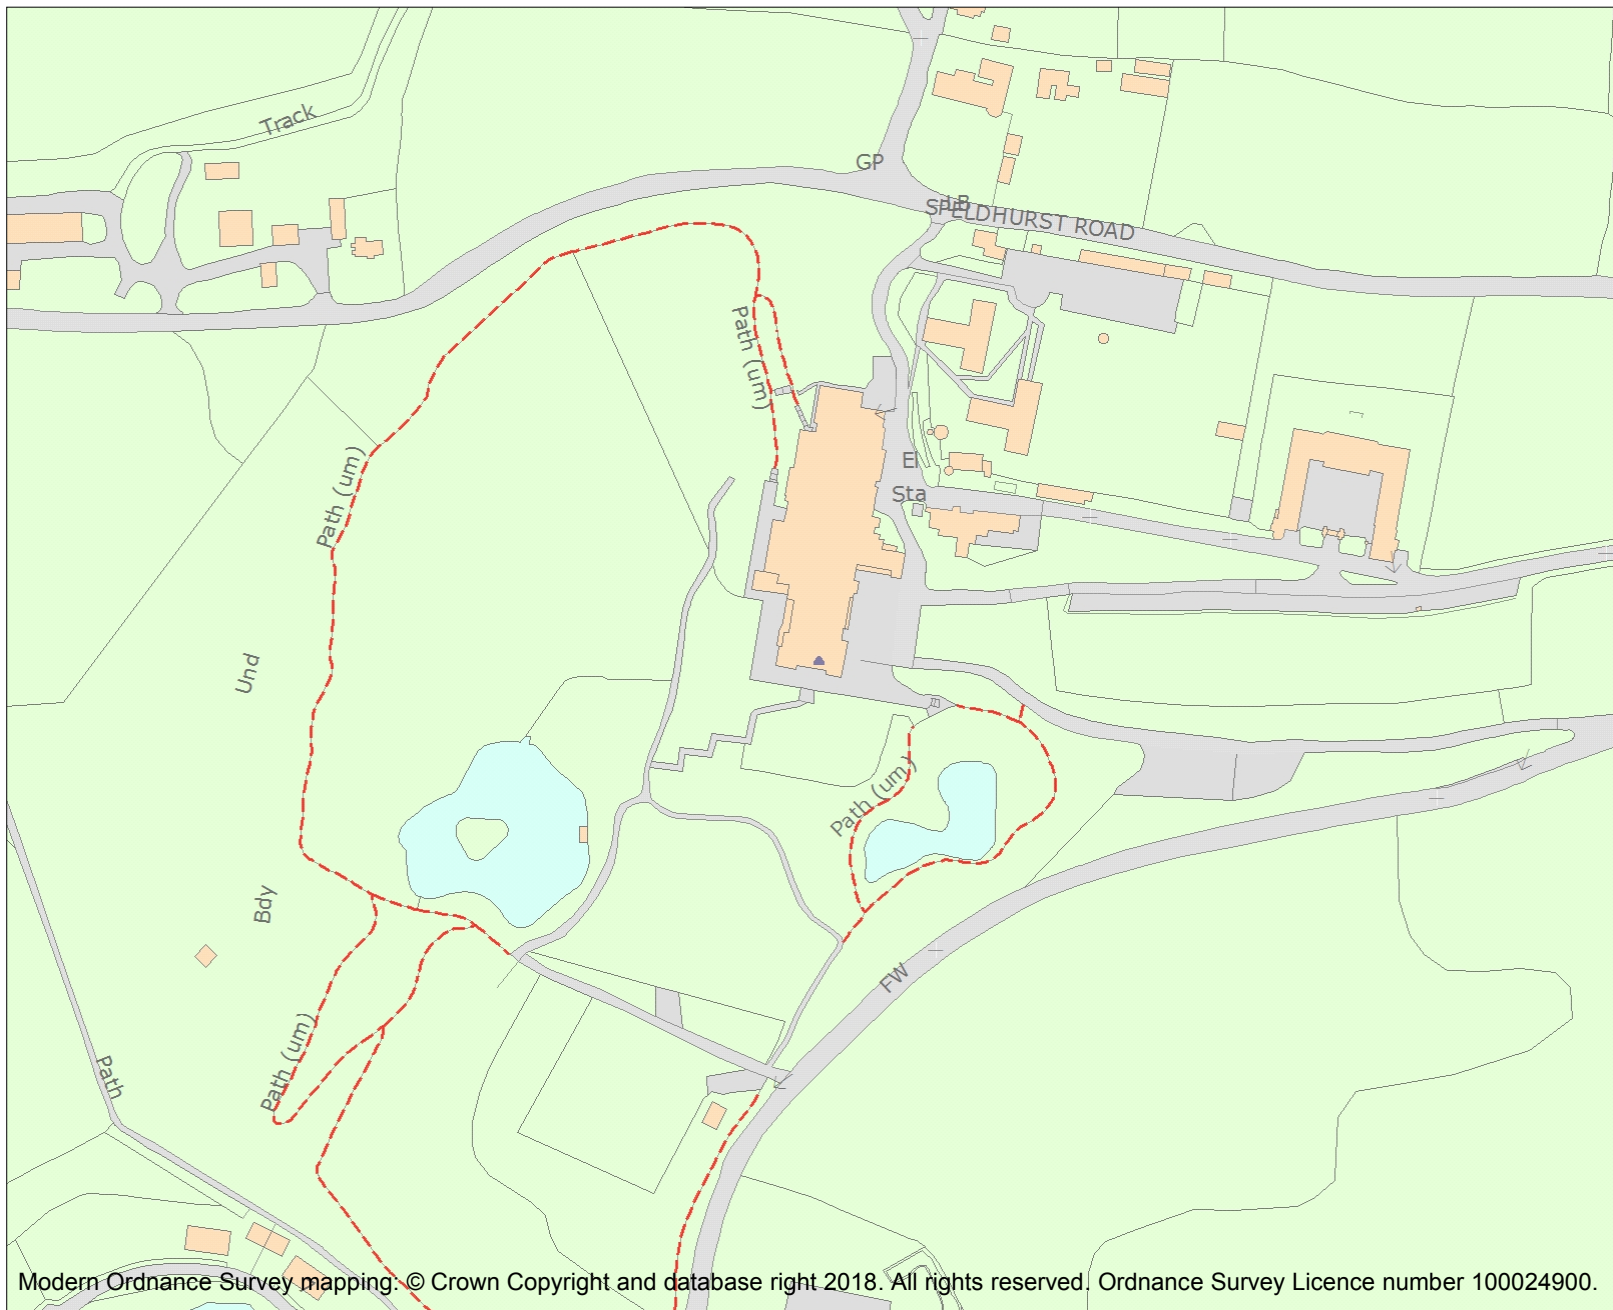 Track
GP
LB
SPELDHURST ROAD
Path (um)
Path (um)
El
Sta
Und
Path (um)
Bdy
FW
Path (um)
Path
Modern Ordnance Survey mapping: © Crown Copyright and database right 2018. All rights reserved. Ordnance Survey Licence number 100024900.